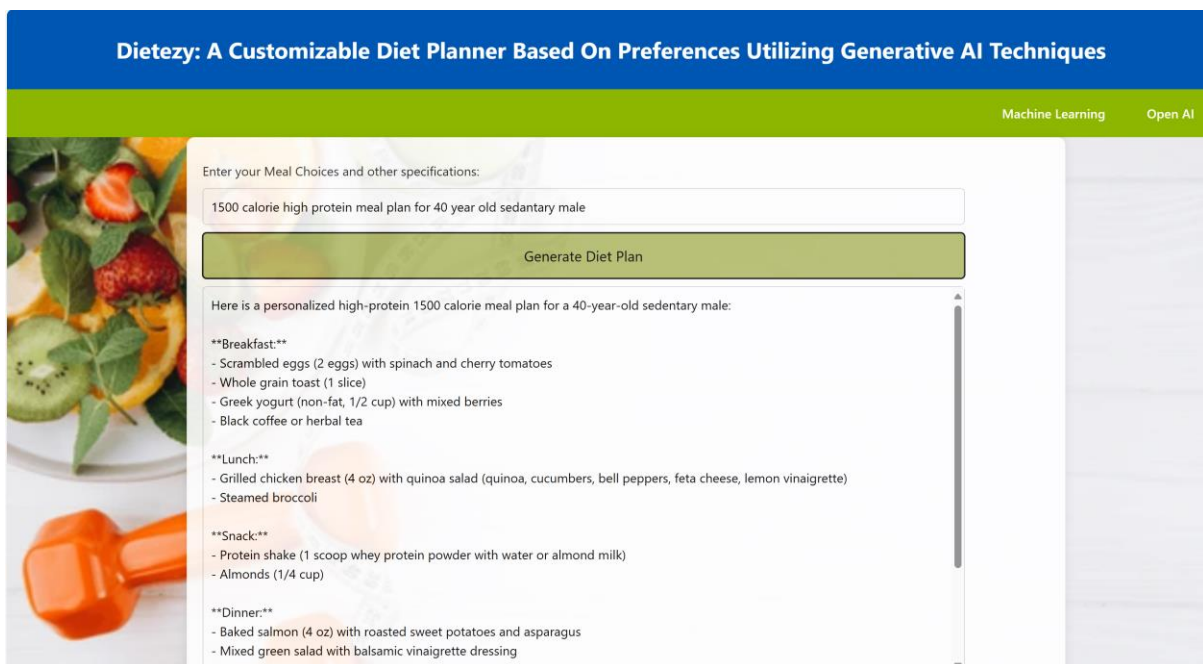 Dietezy: A Customizable Diet Planner Based On Preferences Utilizing Generative AI Techniques
Machine Learning
Open AI
Enter your Meal Choices and other specifications:
1500 calorie high protein meal plan for 40 year old sedantary male
Generate Diet Plan
Here is a personalized high-protein 1500 calorie meal plan for a 40-year-old sedentary male:
**Breakfast:**
- Scrambled eggs (2 eggs) with spinach and cherry tomatoes
- Whole grain toast (1 slice)
- Greek yogurt (non-fat, 1/2 cup) with mixed berries
- Black coffee or herbal tea
**Lunch:**
- Grilled chicken breast (4 oz) with quinoa salad (quinoa, cucumbers, bell peppers, feta cheese, lemon vinaigrette)
- Steamed broccoli
**Snack:**
- Protein shake (1 scoop whey protein powder with water or almond milk)
- Almonds (1/4 cup)
**Dinner:**
- Baked salmon (4 oz) with roasted sweet potatoes and asparagus
- Mixed green salad with balsamic vinaigrette dressing